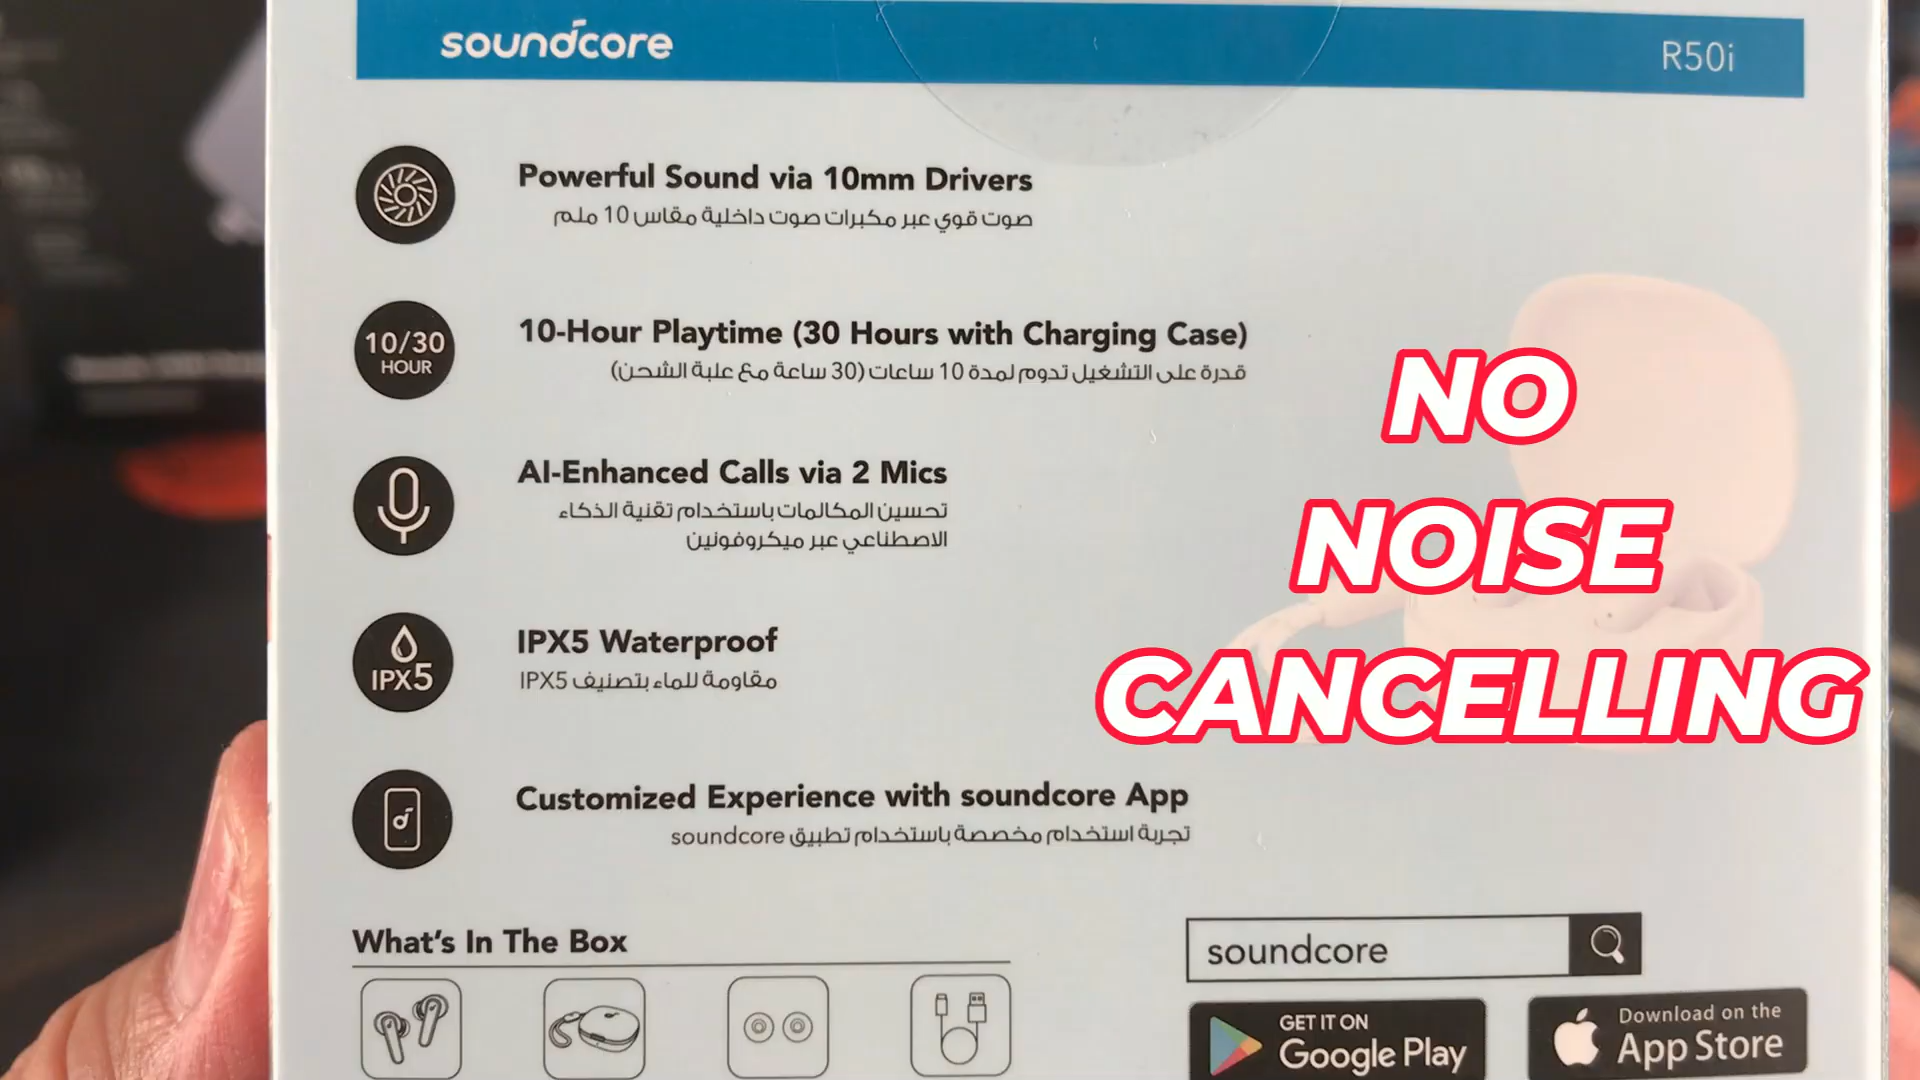 soundcore
R50i
Powerful Sound via 10mm Drivers
صوت قوي عبر مكبرات صوت داخلية مقاس 10 ملم
10/30
HOUR
10-Hour Playtime (30 Hours with Charging Case)
قدرة على التشغيل تدوم لمدة 10 ساعات (30 ساعة مع علبة الشحن)
AI-Enhanced Calls via 2 Mics
تحسين المكالمات باستخدام تقنية الذكاء
الاصطناعي عبر ميكروفونين
IPX5
IPX5 Waterproof
مقاومة للماء بتصنيف IPX5
Customized Experience with soundcore App
تجربة استخدام مخصصة باستخدام تطبيق soundcore
NO
NOISE
CANCELLING
What's In The Box
soundcore
GET IT ON
Google Play
Download on the
App Store